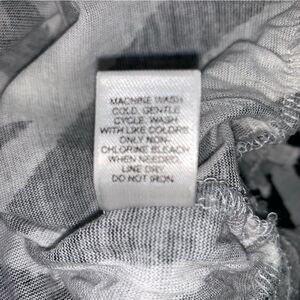 MACHINE WASH
COLD, GENTLE
CYCLE. WASH
WITH LIKE COLORS
ONLY NON-
CHLORINE BLEACH
WHEN NEEDED.
LINE DRY.
DO NOT IRON.